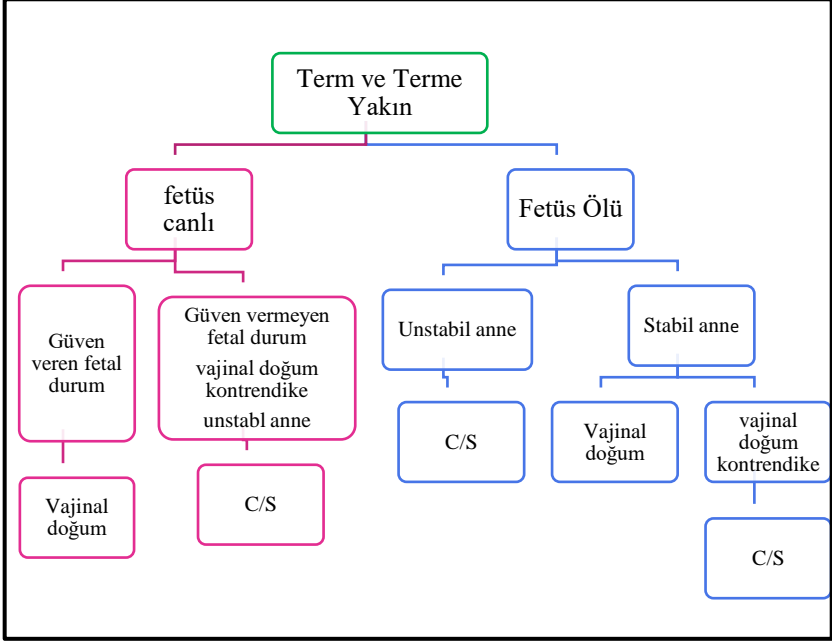 Term ve Terme
Yakın
fetüs
canlı
Fetüs Ölü
Güven
veren fetal
durum
Güven vermeyen
fetal durum
vajinal doğum
kontrendike
unstabl anne
Unstabil anne
Stabil anne
Vajinal
doğum
C/S
C/S
Vajinal
doğum
vajinal
doğum
kontrendike
C/S